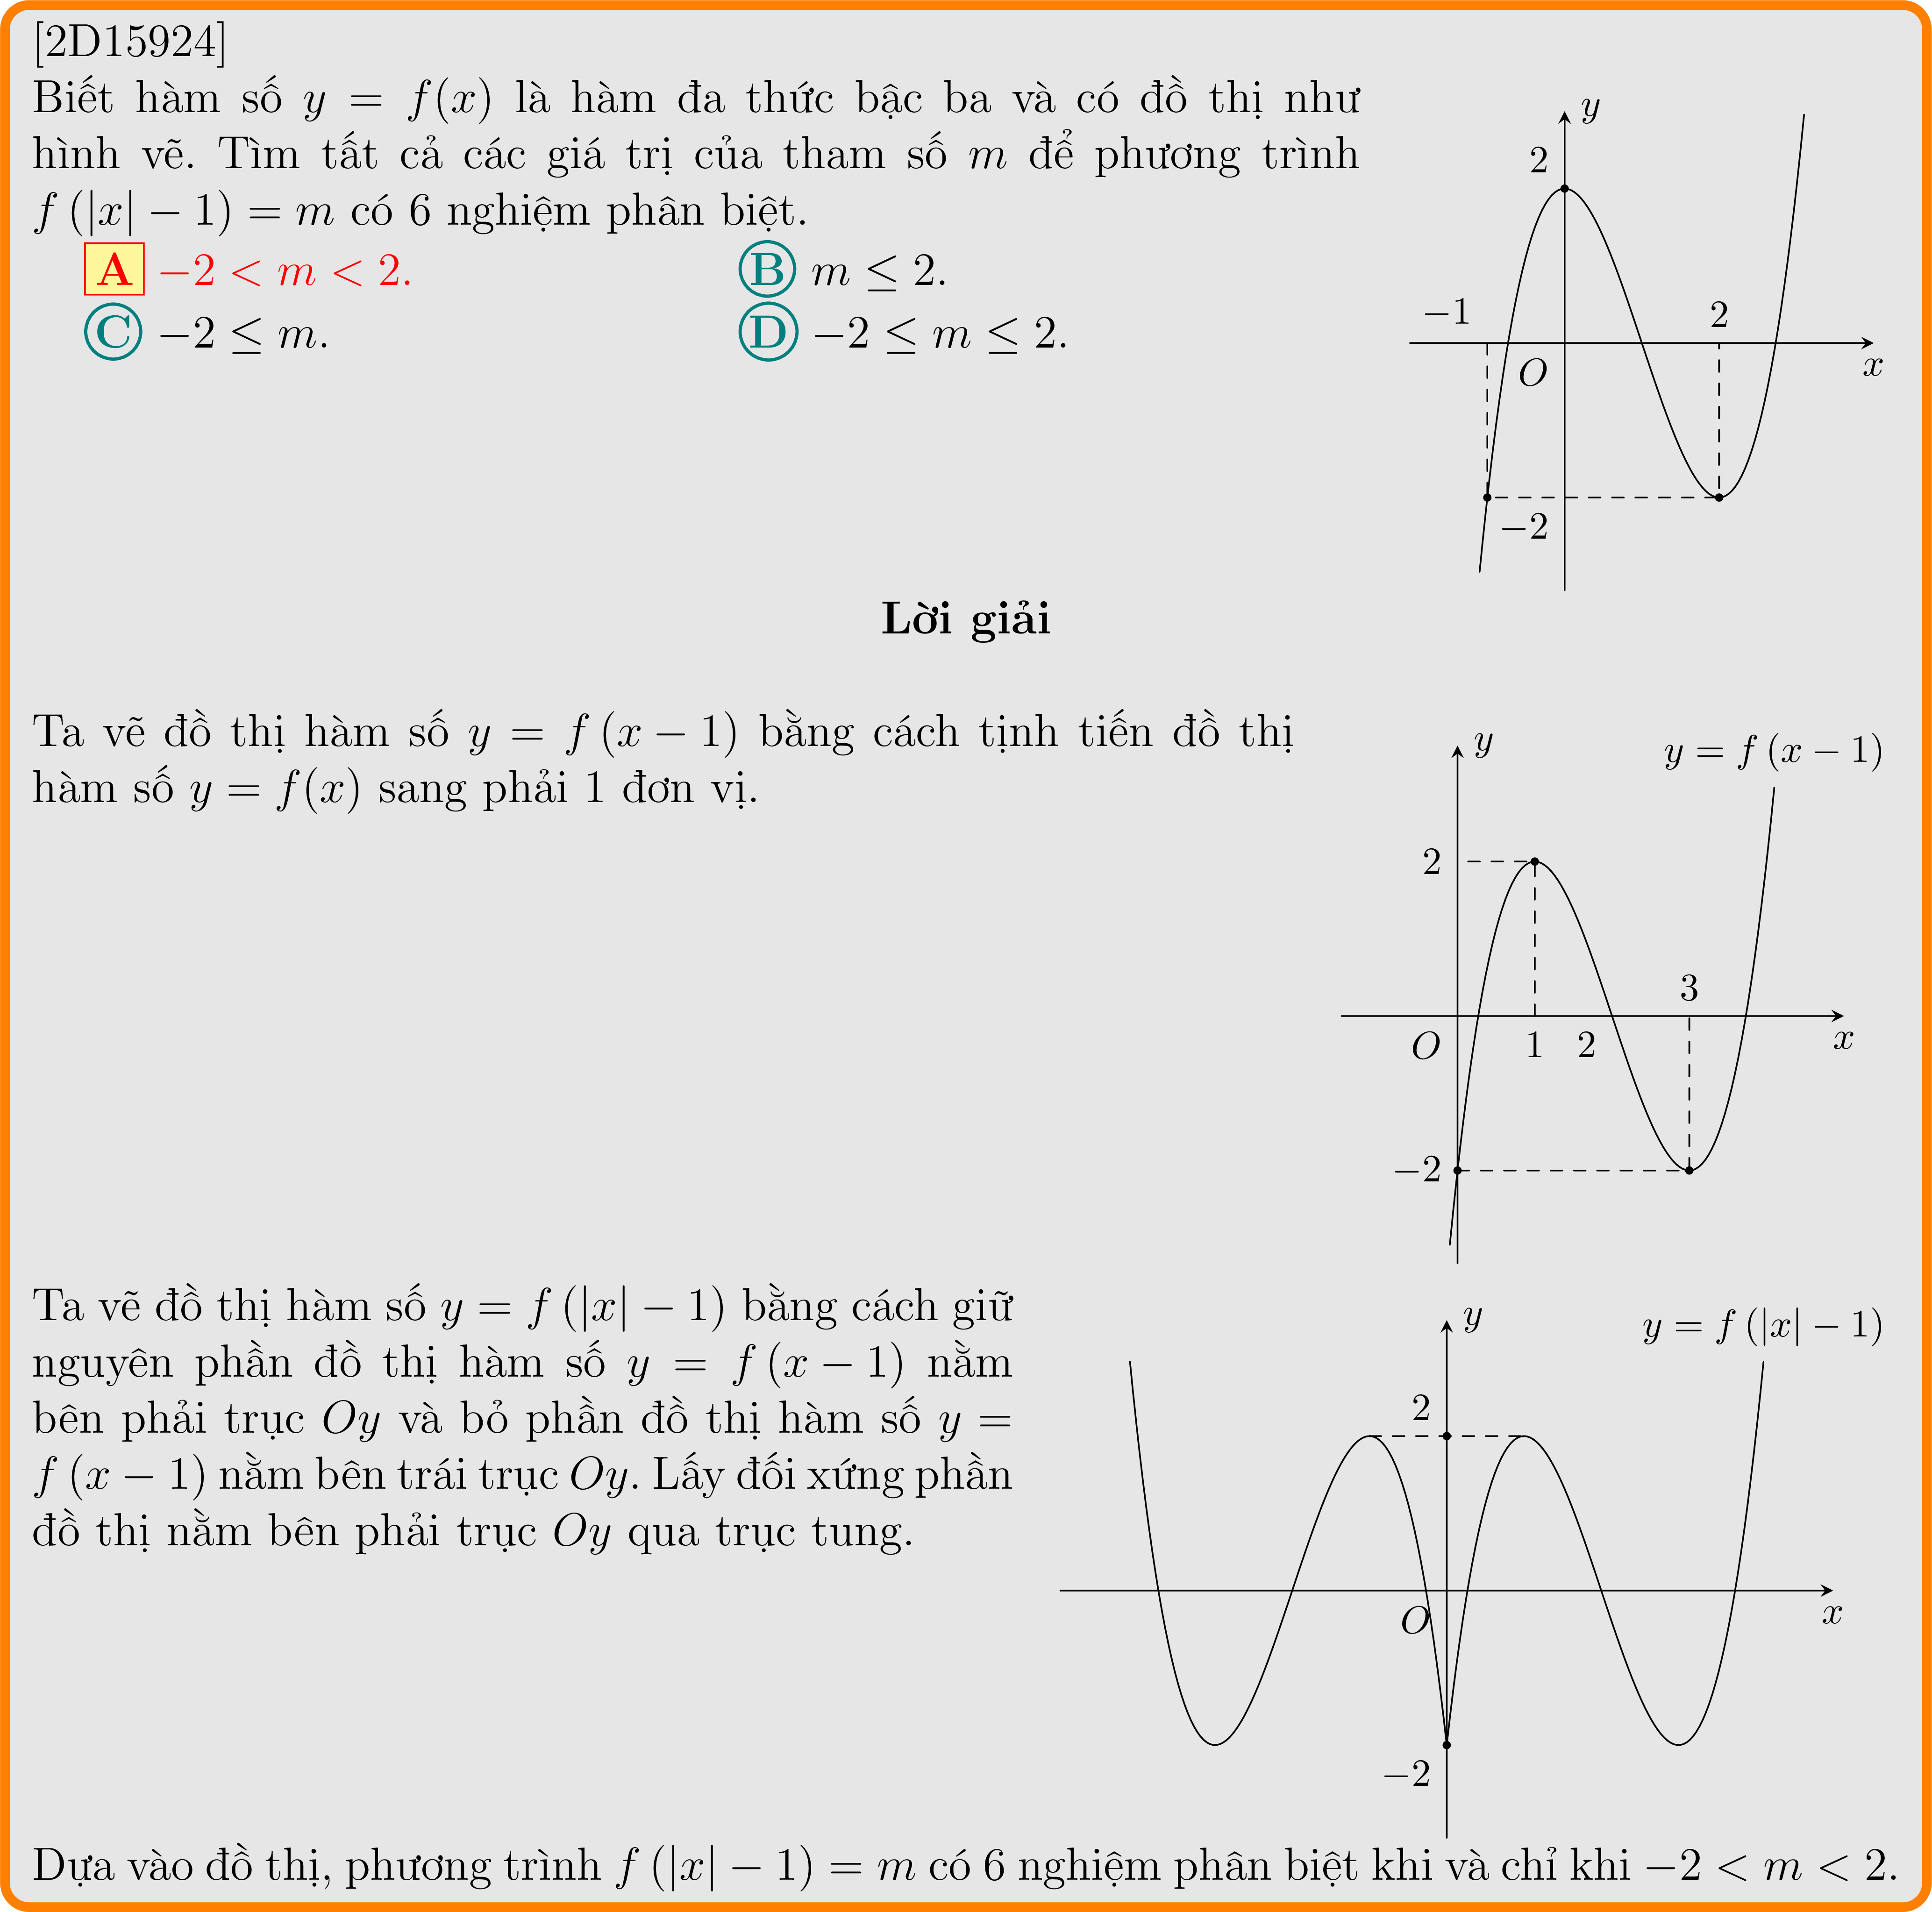 [2D15924]
Biết hàm số y = f(x) là hàm đa thức bậc ba và có đồ thị như
hình vẽ. Tìm tất cả các giá trị của tham số m để phương trình
f (|x| − 1) = m có 6 nghiệm phân biệt.
A −2 < m < 2.
B m ≤ 2.
C −2 ≤ m.
D −2 ≤ m ≤ 2.
y
2
−1
2
O
x
−2
Lời giải
Ta vẽ đồ thị hàm số y = f (x − 1) bằng cách tịnh tiến đồ thị
hàm số y = f(x) sang phải 1 đơn vị.
y
y = f (x − 1)
2
3
O
1
2
x
−2
Ta vẽ đồ thị hàm số y = f (|x| − 1) bằng cách giữ
nguyên phần đồ thị hàm số y = f (x − 1) nằm
bên phải trục Oy và bỏ phần đồ thị hàm số y =
f (x − 1) nằm bên trái trục Oy. Lấy đối xứng phần
đồ thị nằm bên phải trục Oy qua trục tung.
y
y = f (|x| − 1)
2
O
x
−2
Dựa vào đồ thị, phương trình f (|x| − 1) = m có 6 nghiệm phân biệt khi và chỉ khi −2 < m < 2.